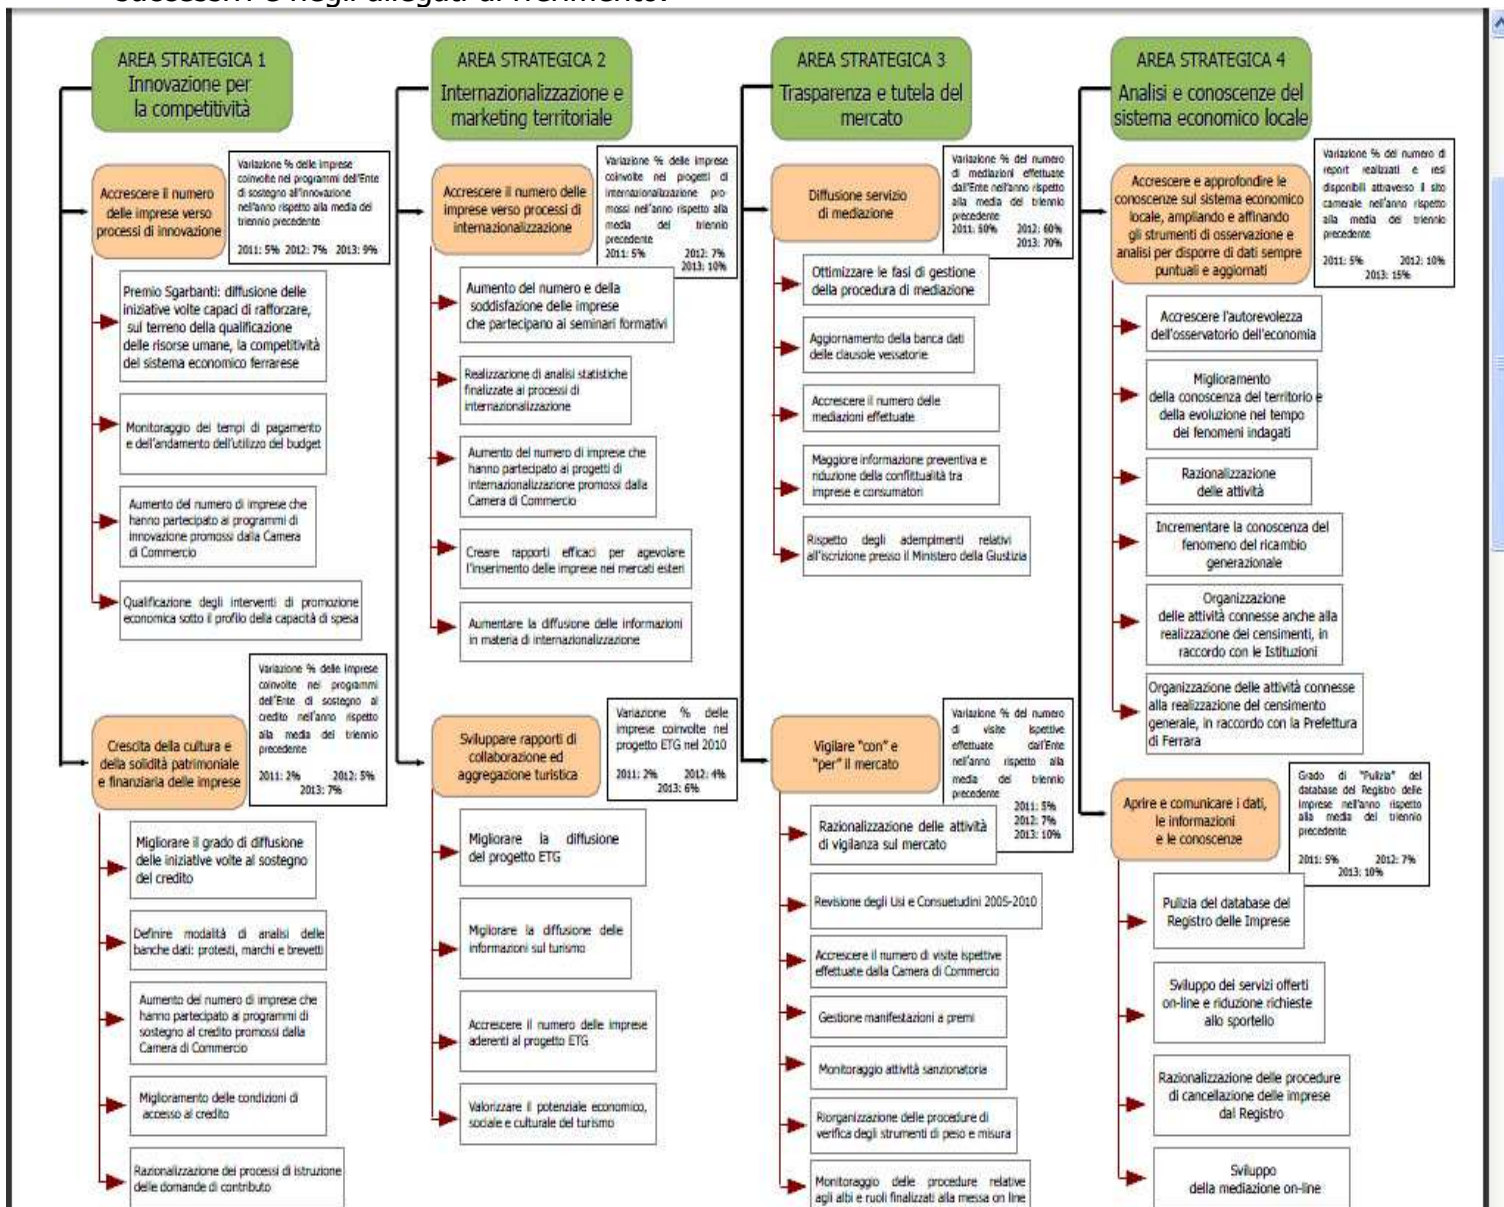 successivi e negli allegati di riferimento.
AREA STRATEGICA 1
Innovazione per
la competitività
Accrescere il numero
delle imprese verso
processi di innovazione
Variazione % delle imprese
coinvolte nei programmi dell'Ente
di sostegno all'innovazione
nell'anno rispetto alla media del
triennio precedente
2011: 5% 2012: 7% 2013: 9%
Premio Sgarbanti: diffusione delle
iniziative volte capaci di rafforzare,
sul terreno della qualificazione
delle risorse umane, la competitività
del sistema economico ferrarese
Monitoraggio dei tempi di pagamento
e dell'andamento dell'utilizzo del budget
Aumento del numero di imprese che
hanno partecipato ai programmi di
innovazione promossi dalla Camera
di Commercio
Qualificazione degli interventi di promozione
economica sotto il profilo della capacità di spesa
Crescita della cultura e
della solidità patrimoniale
e finanziaria delle imprese
Variazione % delle imprese
coinvolte nei programmi
dell'Ente di sostegno al
credito nell'anno rispetto
alla media del triennio
precedente
2011: 2% 2012: 5%
2013: 7%
Migliorare il grado di diffusione
delle iniziative volte al sostegno
del credito
Definire modalità di analisi delle
banche dati: protesti, marchi e brevetti
Aumento del numero di imprese che
hanno partecipato ai programmi di
sostegno al credito promossi dalla
Camera di Commercio
Miglioramento delle condizioni di
accesso al credito
Razionalizzazione dei processi di istruzione
delle domande di contributo
AREA STRATEGICA 2
Internazionalizzazione e
marketing territoriale
Accrescere il numero delle
imprese verso processi di
internazionalizzazione
Variazione % delle imprese
coinvolte nei progetti di
internazionalizzazione pro-
mossi nell'anno rispetto alla
media del triennio
precedente
2011: 5% 2012: 7%
2013: 10%
Aumento del numero e della
soddisfazione delle imprese
che partecipano ai seminari formativi
Realizzazione di analisi statistiche
finalizzate ai processi di
internazionalizzazione
Aumento del numero di imprese che
hanno partecipato ai progetti di
internazionalizzazione promossi dalla
Camera di Commercio
Creare rapporti efficaci per agevolare
l'inserimento delle imprese nei mercati esteri
Aumentare la diffusione delle informazioni
in materia di internazionalizzazione
Sviluppare rapporti di
collaborazione ed
aggregazione turistica
Variazione % delle
imprese coinvolte nel
progetto ETG nel 2010
2011: 2% 2012: 4%
2013: 6%
Migliorare la diffusione
del progetto ETG
Migliorare la diffusione delle
informazioni sul turismo
Accrescere il numero delle imprese
aderenti al progetto ETG
Valorizzare il potenziale economico,
sociale e culturale del turismo
AREA STRATEGICA 3
Trasparenza e tutela del
mercato
Diffusione servizio
di mediazione
Variazione % del numero
di mediazioni effettuate
dall'Ente nell'anno rispetto
alla media del triennio
precedente
2011: 50% 2012: 60%
2013: 70%
Ottimizzare le fasi di gestione
della procedura di mediazione
Aggiornamento della banca dati
delle clausole vessatorie
Accrescere il numero delle
mediazioni effettuate
Maggiore informazione preventiva e
riduzione della conflittualità tra
imprese e consumatori
Rispetto degli adempimenti relativi
all'iscrizione presso il Ministero della Giustizia
Vigilare "con" e
"per" il mercato
Variazione % del numero
di visite ispettive
effettuate dall'Ente
nell'anno rispetto alla
media del triennio
precedente
2011: 5%
2012: 7%
2013: 10%
Razionalizzazione delle attività
di vigilanza sul mercato
Revisione degli Usi e Consuetudini 2005-2010
Accrescere il numero di visite ispettive
effettuate dalla Camera di Commercio
Gestione manifestazioni a premi
Monitoraggio attività sanzionatoria
Riorganizzazione delle procedure di
verifica degli strumenti di peso e misura
Monitoraggio delle procedure relative
agli albi e ruoli finalizzati alla messa on line
AREA STRATEGICA 4
Analisi e conoscenze del
sistema economico locale
Accrescere e approfondire le
conoscenze sul sistema economico
locale, ampliando e affinando
gli strumenti di osservazione e
analisi per disporre di dati sempre
puntuali e aggiornati
Variazione % del numero di
report realizzati e resi
disponibili attraverso il sito
camerale nell'anno rispetto
alla media del triennio
precedente
2011: 5% 2012: 10%
2013: 15%
Accrescere l'autorevolezza
dell'osservatorio dell'economia
Miglioramento
della conoscenza del territorio e
della evoluzione nel tempo
dei fenomeni indagati
Razionalizzazione
delle attività
Incrementare la conoscenza del
fenomeno del ricambio
generazionale
Organizzazione
delle attività connesse anche alla
realizzazione dei censimenti, in
raccordo con le Istituzioni
Organizzazione delle attività connesse
alla realizzazione del censimento
generale, in raccordo con la Prefettura
di Ferrara
Aprire e comunicare i dati,
le informazioni
e le conoscenze
Grado di "Pulizia" del
database del Registro delle
Imprese nell'anno rispetto
alla media del triennio
precedente
2011: 5% 2012: 7%
2013: 10%
Pulizia del database del
Registro delle Imprese
Sviluppo dei servizi offerti
on-line e riduzione richieste
allo sportello
Razionalizzazione delle procedure
di cancellazione delle imprese
dal Registro
Sviluppo
della mediazione on-line